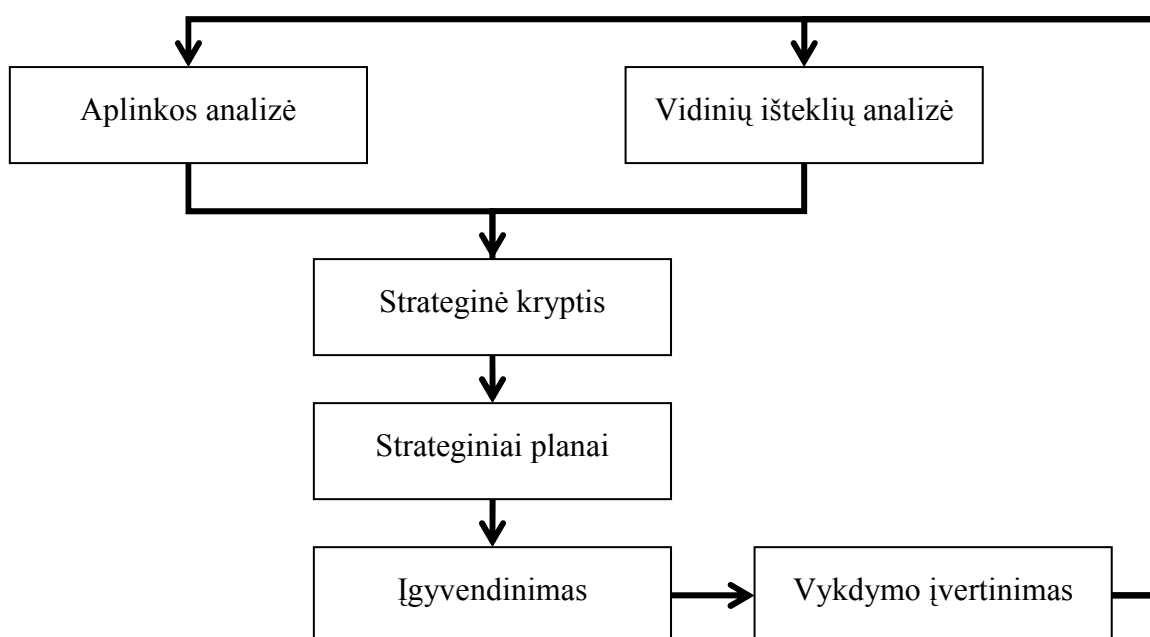 Aplinkos analizė
Vidinių išteklių analizė
Strateginė kryptis
Strateginiai planai
Įgyvendinimas
Vykdymo įvertinimas